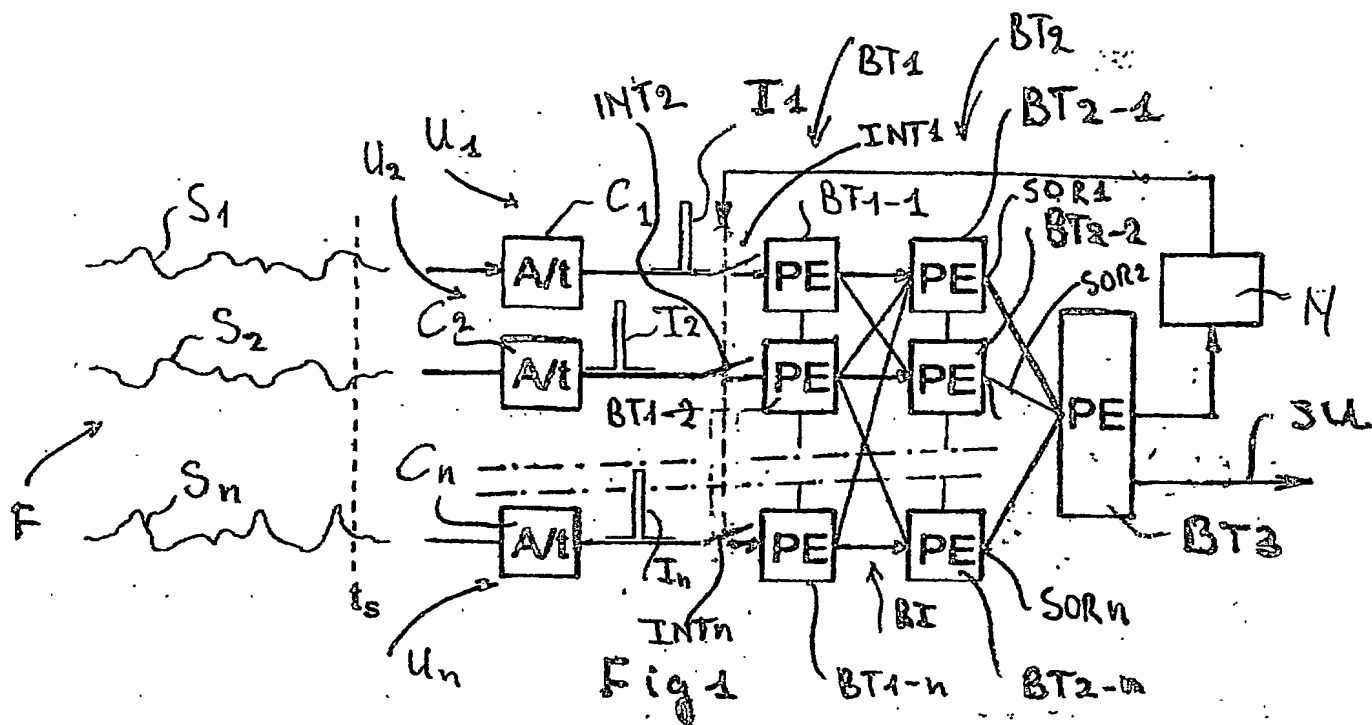 BT1
BT2
INT2
I1
BT2-1
U1
INT1
U2
S1
C1
BT1-1
SOR1
BT2-2
A/t
PE
PE
SOR2
S2
C2
I2
M
A/t
PE
PE
BT1-2
PE
SU
F
Sn
Cn
A/t
In
PE
PE
BT3
ts
INTn
BI
SORn
Un
Fig 1
BT1-n
BT2-n